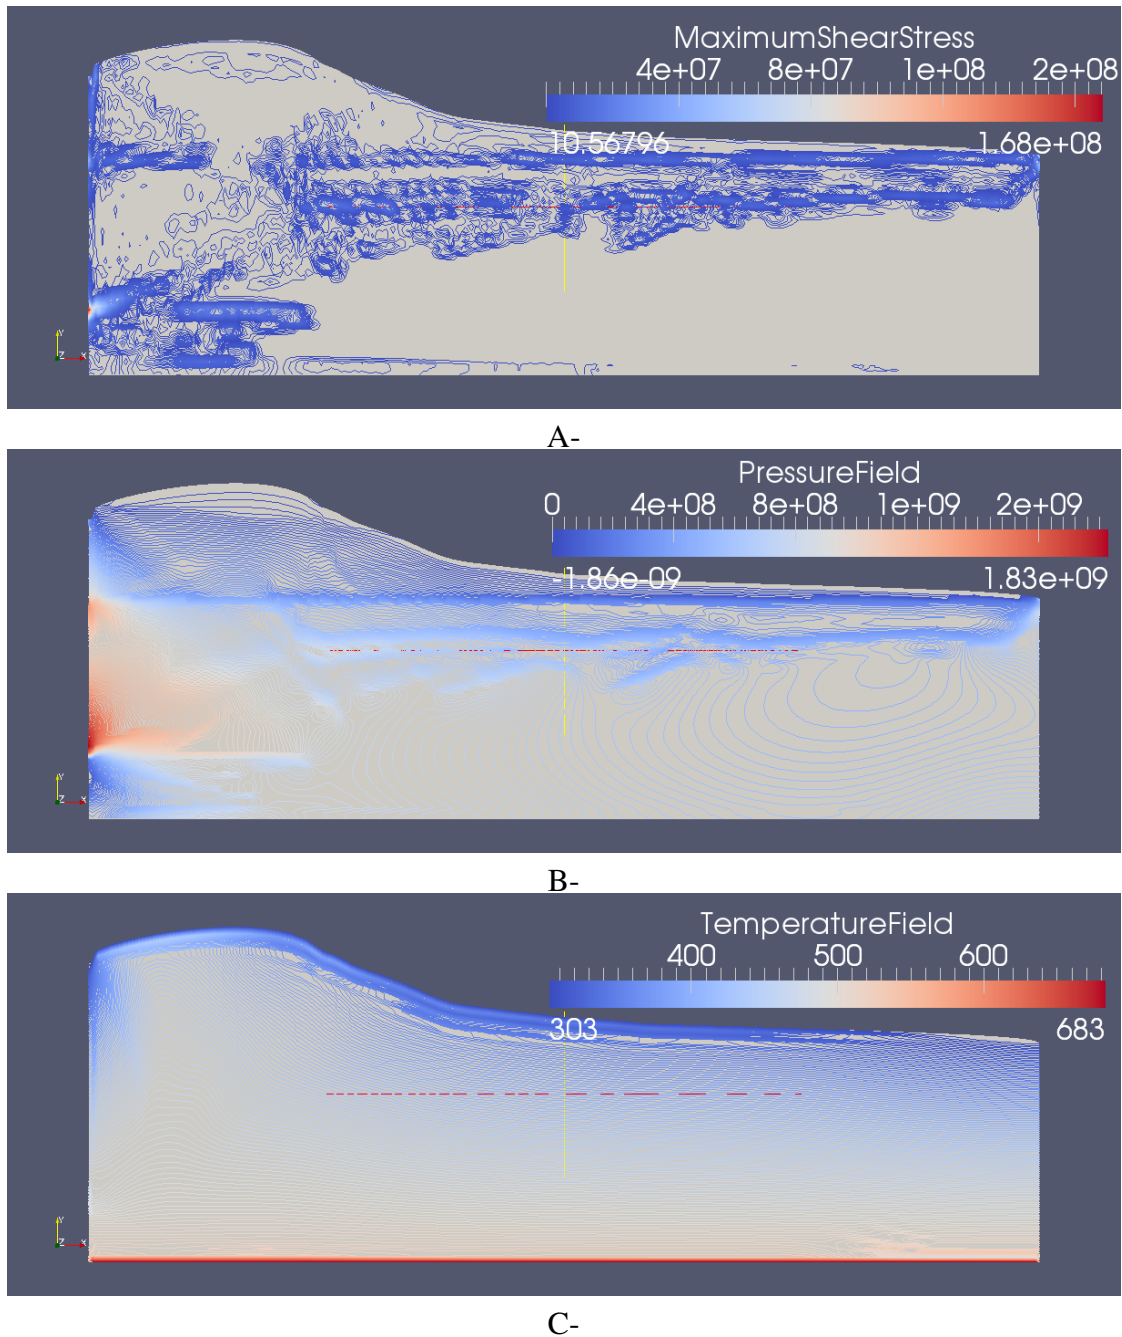 MaximumShearStress
4e+07 8e+07 1e+08 2e+08
10.56796 1.68e+08
Y
Z X
A-
PressureField
0 4e+08 8e+08 1e+09 2e+09
-1.86e-09 1.83e+09
Y
Z X
B-
TemperatureField
400 500 600
303 683
Y
Z X
C-